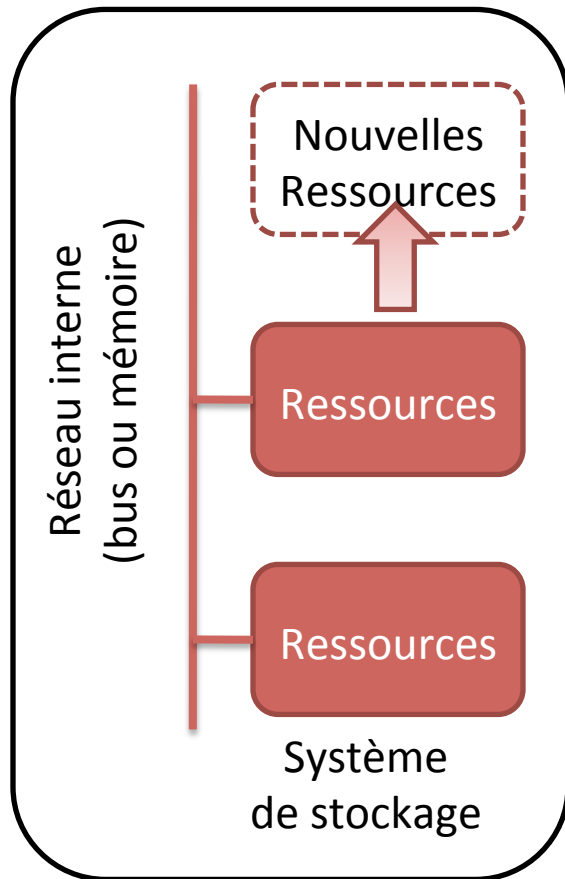 Réseau interne
(bus ou mémoire)
Nouvelles
Ressources
Ressources
Ressources
Système
de stockage